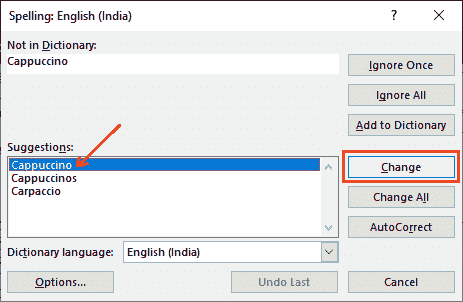 Spelling: English (India)
?
Not in Dictionary:
Cappuccino
Ignore Once
Ignore All
Add to Dictionary
Suggestions:
Cappuccino
Cappuccinos
Carpaccio
Change
Change All
AutoCorrect
Dictionary language: English (India)
Options... Undo Last Cancel